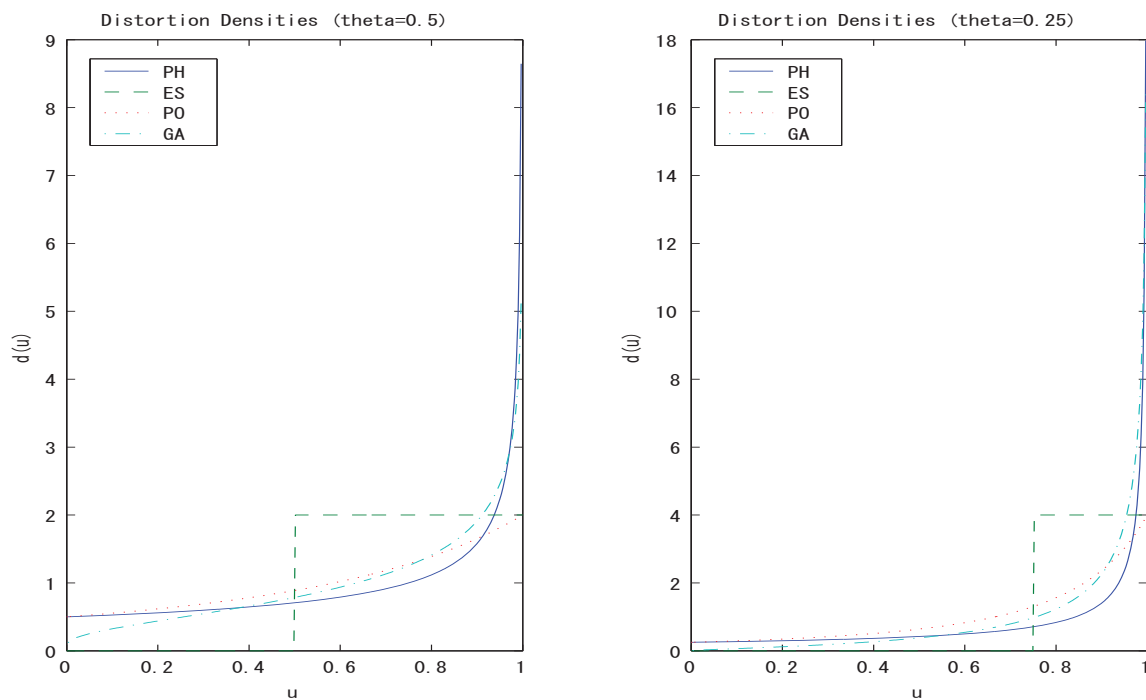 Distortion Densities (theta=0.5)
9
8
7
6
5
4
3
2
1
0
d(u)
PH
ES
PO
GA
0 0.2 0.4 0.6 0.8 1
u
Distortion Densities (theta=0.25)
18
16
14
12
10
8
6
4
2
0
d(u)
PH
ES
PO
GA
0 0.2 0.4 0.6 0.8 1
u